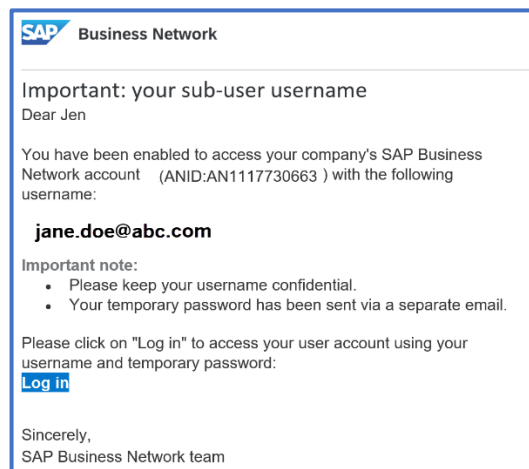 SAP Business Network
Important: your sub-user username
Dear Jen
You have been enabled to access your company's SAP Business
Network account (ANID:AN1117730663 ) with the following
username:
jane.doe@abc.com
Important note:
• Please keep your username confidential.
• Your temporary password has been sent via a separate email.
Please click on "Log in" to access your user account using your
username and temporary password:
Log in
Sincerely,
SAP Business Network team